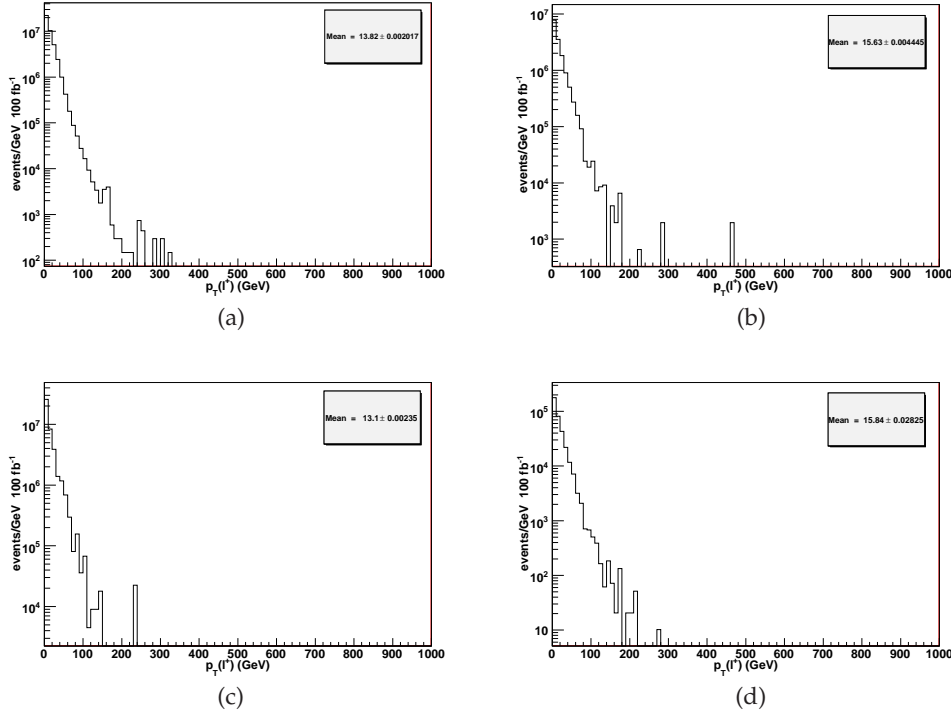 Mean = 13.82 ± 0.002017
10⁷
10⁶
10⁵
10⁴
10³
10²
events/GeV 100 fb⁻¹
0 100 200 300 400 500 600 700 800 900 1000
p_T(l⁺) (GeV)
(a)
Mean = 15.63 ± 0.004445
10⁷
10⁶
10⁵
10⁴
10³
events/GeV 100 fb⁻¹
0 100 200 300 400 500 600 700 800 900 1000
p_T(l⁺) (GeV)
(b)
Mean = 13.1 ± 0.00235
10⁷
10⁶
10⁵
10⁴
events/GeV 100 fb⁻¹
0 100 200 300 400 500 600 700 800 900 1000
p_T(l⁺) (GeV)
(c)
Mean = 15.84 ± 0.02825
10⁵
10⁴
10³
10²
10
events/GeV 100 fb⁻¹
0 100 200 300 400 500 600 700 800 900 1000
p_T(l⁺) (GeV)
(d)